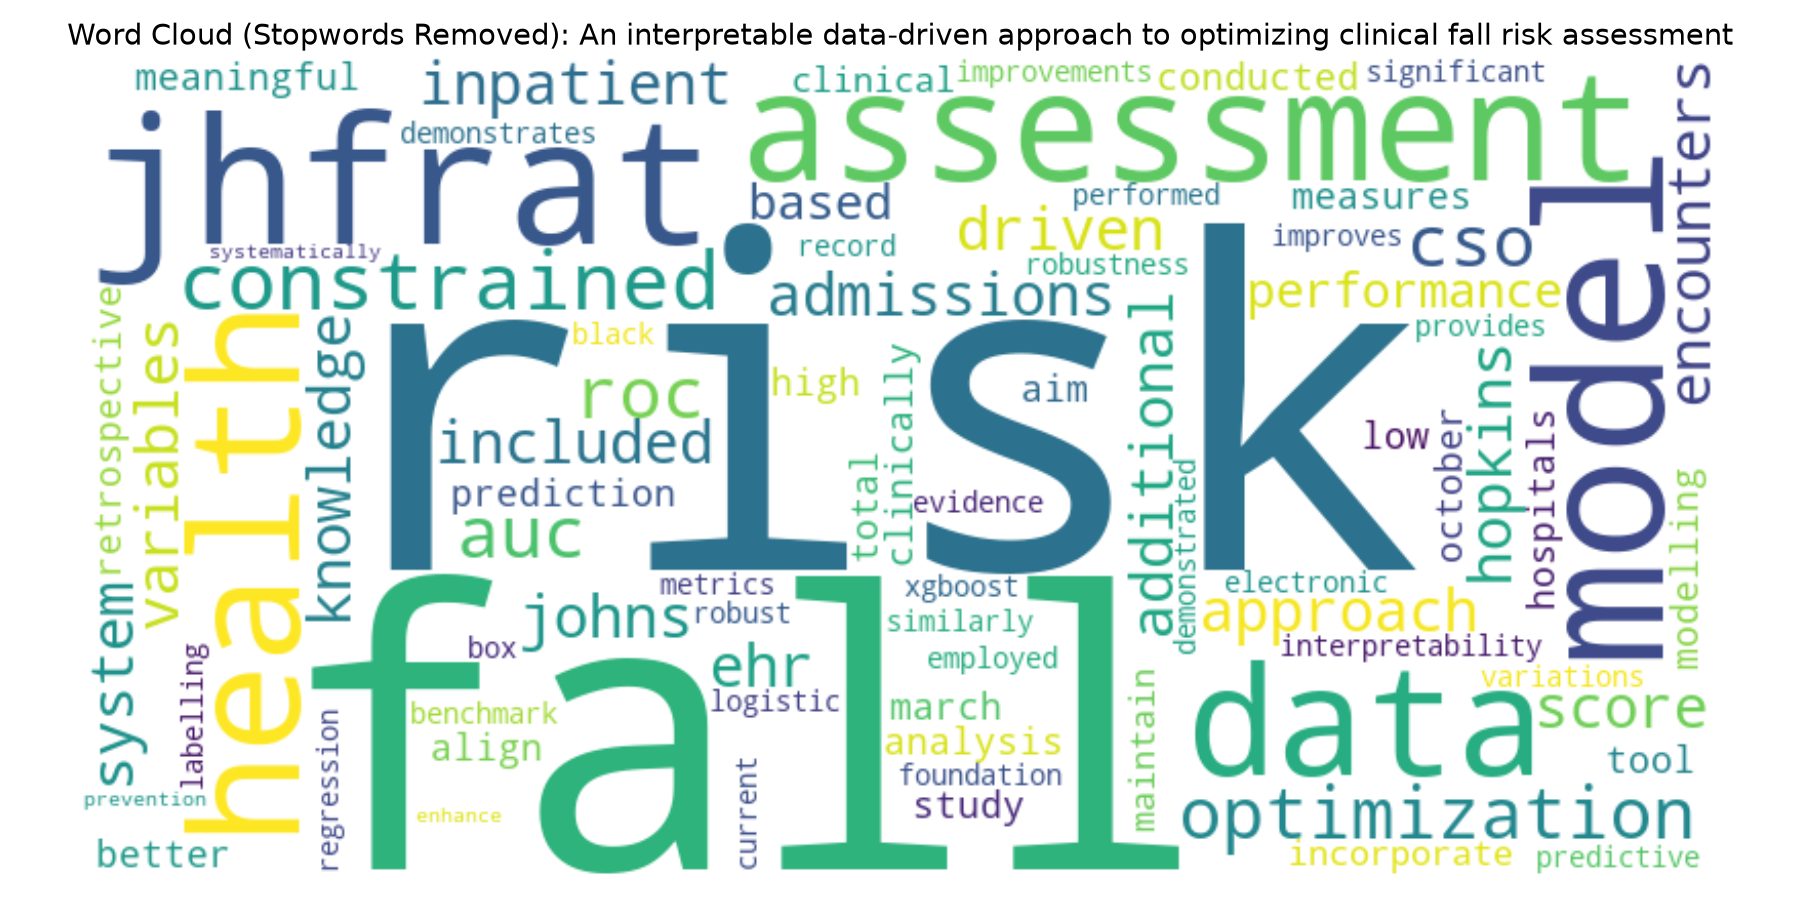 Word Cloud (Stopwords Removed): An interpretable data-driven approach to optimizing clinical fall risk assessment
meaningful
inpatient
clinical
improvements
conducted
significant
encounters
jhfrat
demonstrates
assessment
based
performed
measures
model
systematically
constrained
record
driven
robustness
improves
cso
admissions
performance
provides
retrospective
variables
health
knowledge
risk
black
roc
high
aim
included
prediction
auc
total
clinically
evidence
additional
demonstrated
low
october
hopkins
hospitals
modelling
system
labelling
fall
metrics
xgboost
electronic
johns
robust
similarly
approach
box
employed
interpretability
ehr
logistic
variations
benchmark
march
data
score
align
analysis
regression
current
foundation
maintain
tool
prevention
enhance
study
optimization
better
incorporate
predictive